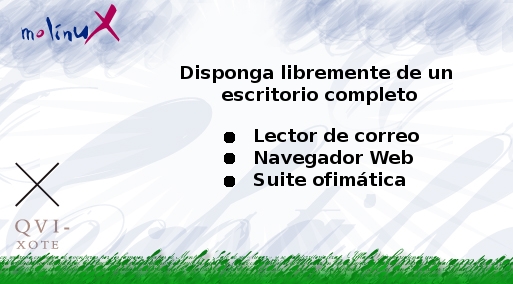 molinuX
Disponga libremente de un
escritorio completo
● Lector de correo
● Navegador Web
● Suite ofimática
QVI-
XOTE